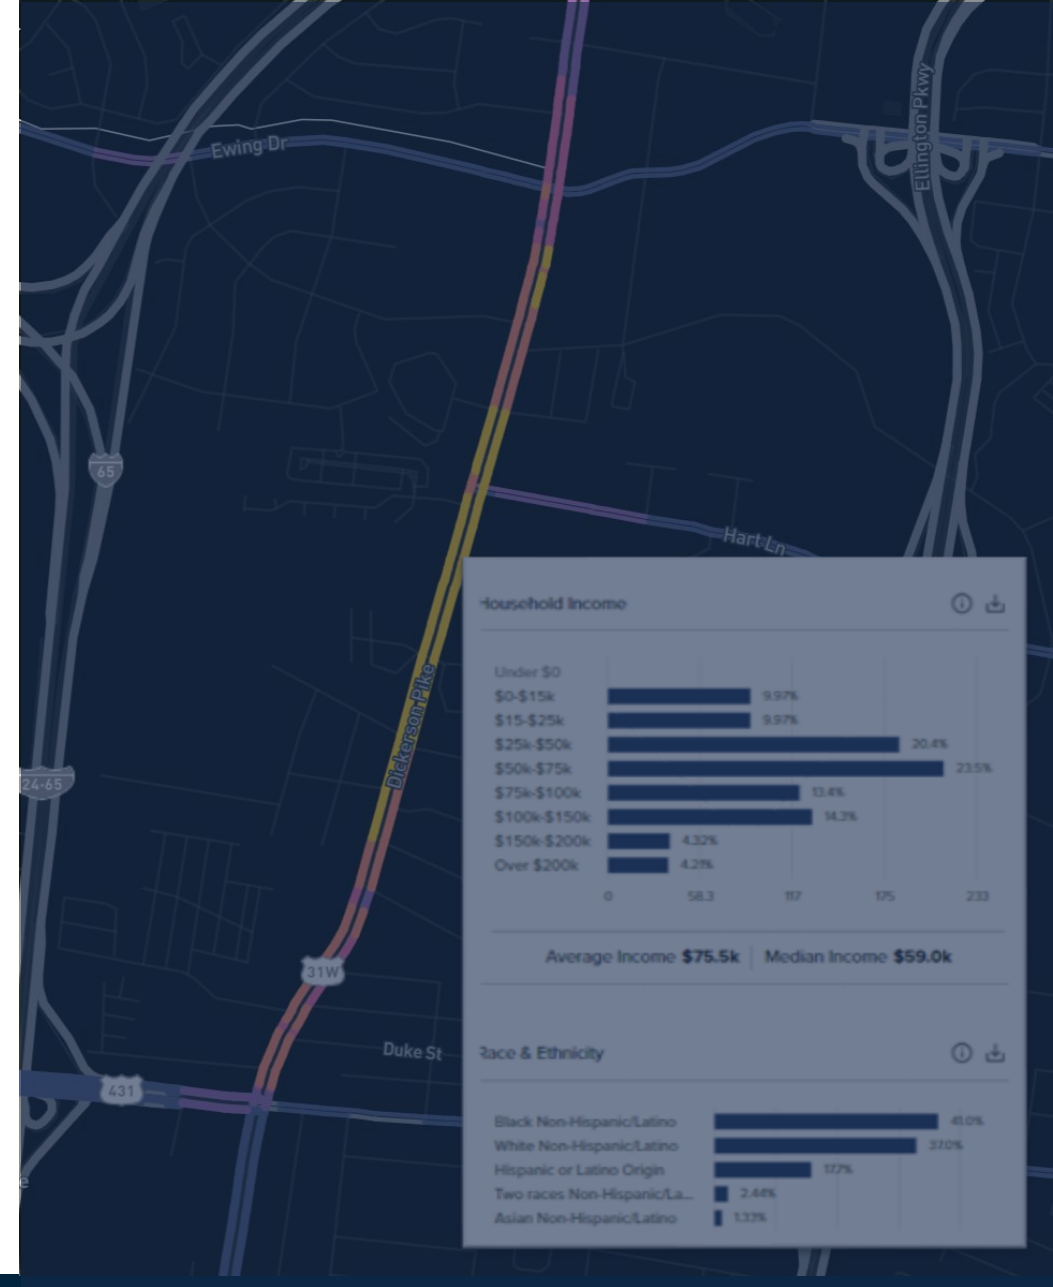 Ewing Dr
Ellington Pkwy
65
Hart Ln
Dickerson Pike
24-65
31W
Duke St
431
e
Household Income
Under $0
$0-$15k 9.97%
$15-$25k 9.97%
$25k-$50k 20.4%
$50k-$75k 23.5%
$75k-$100k 13.4%
$100k-$150k 14.3%
$150k-$200k 4.32%
Over $200k 4.21%
0 58.3 117 175 233
Average Income $75.5k | Median Income $59.0k
Race & Ethnicity
Black Non-Hispanic/Latino 41.0%
White Non-Hispanic/Latino 37.0%
Hispanic or Latino Origin 17.7%
Two races Non-Hispanic/La... 2.44%
Asian Non-Hispanic/Latino 1.33%